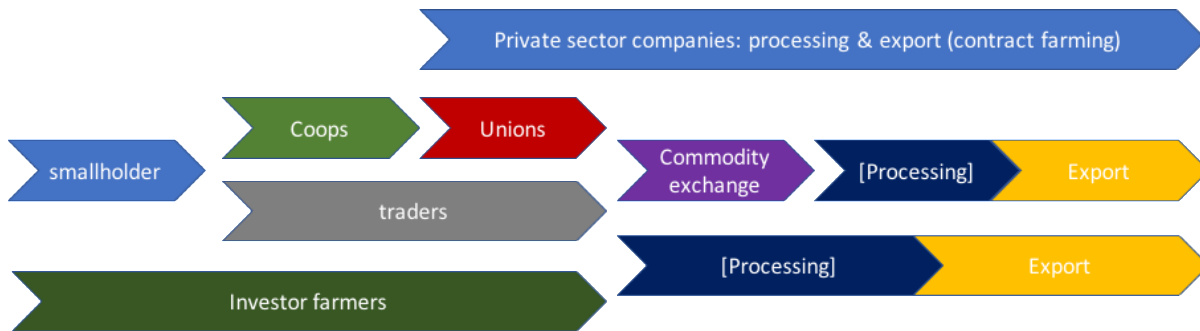 Private sector companies: processing & export (contract farming)
Coops
Unions
smallholder
Commodity
exchange
[Processing]
Export
traders
[Processing]
Export
Investor farmers